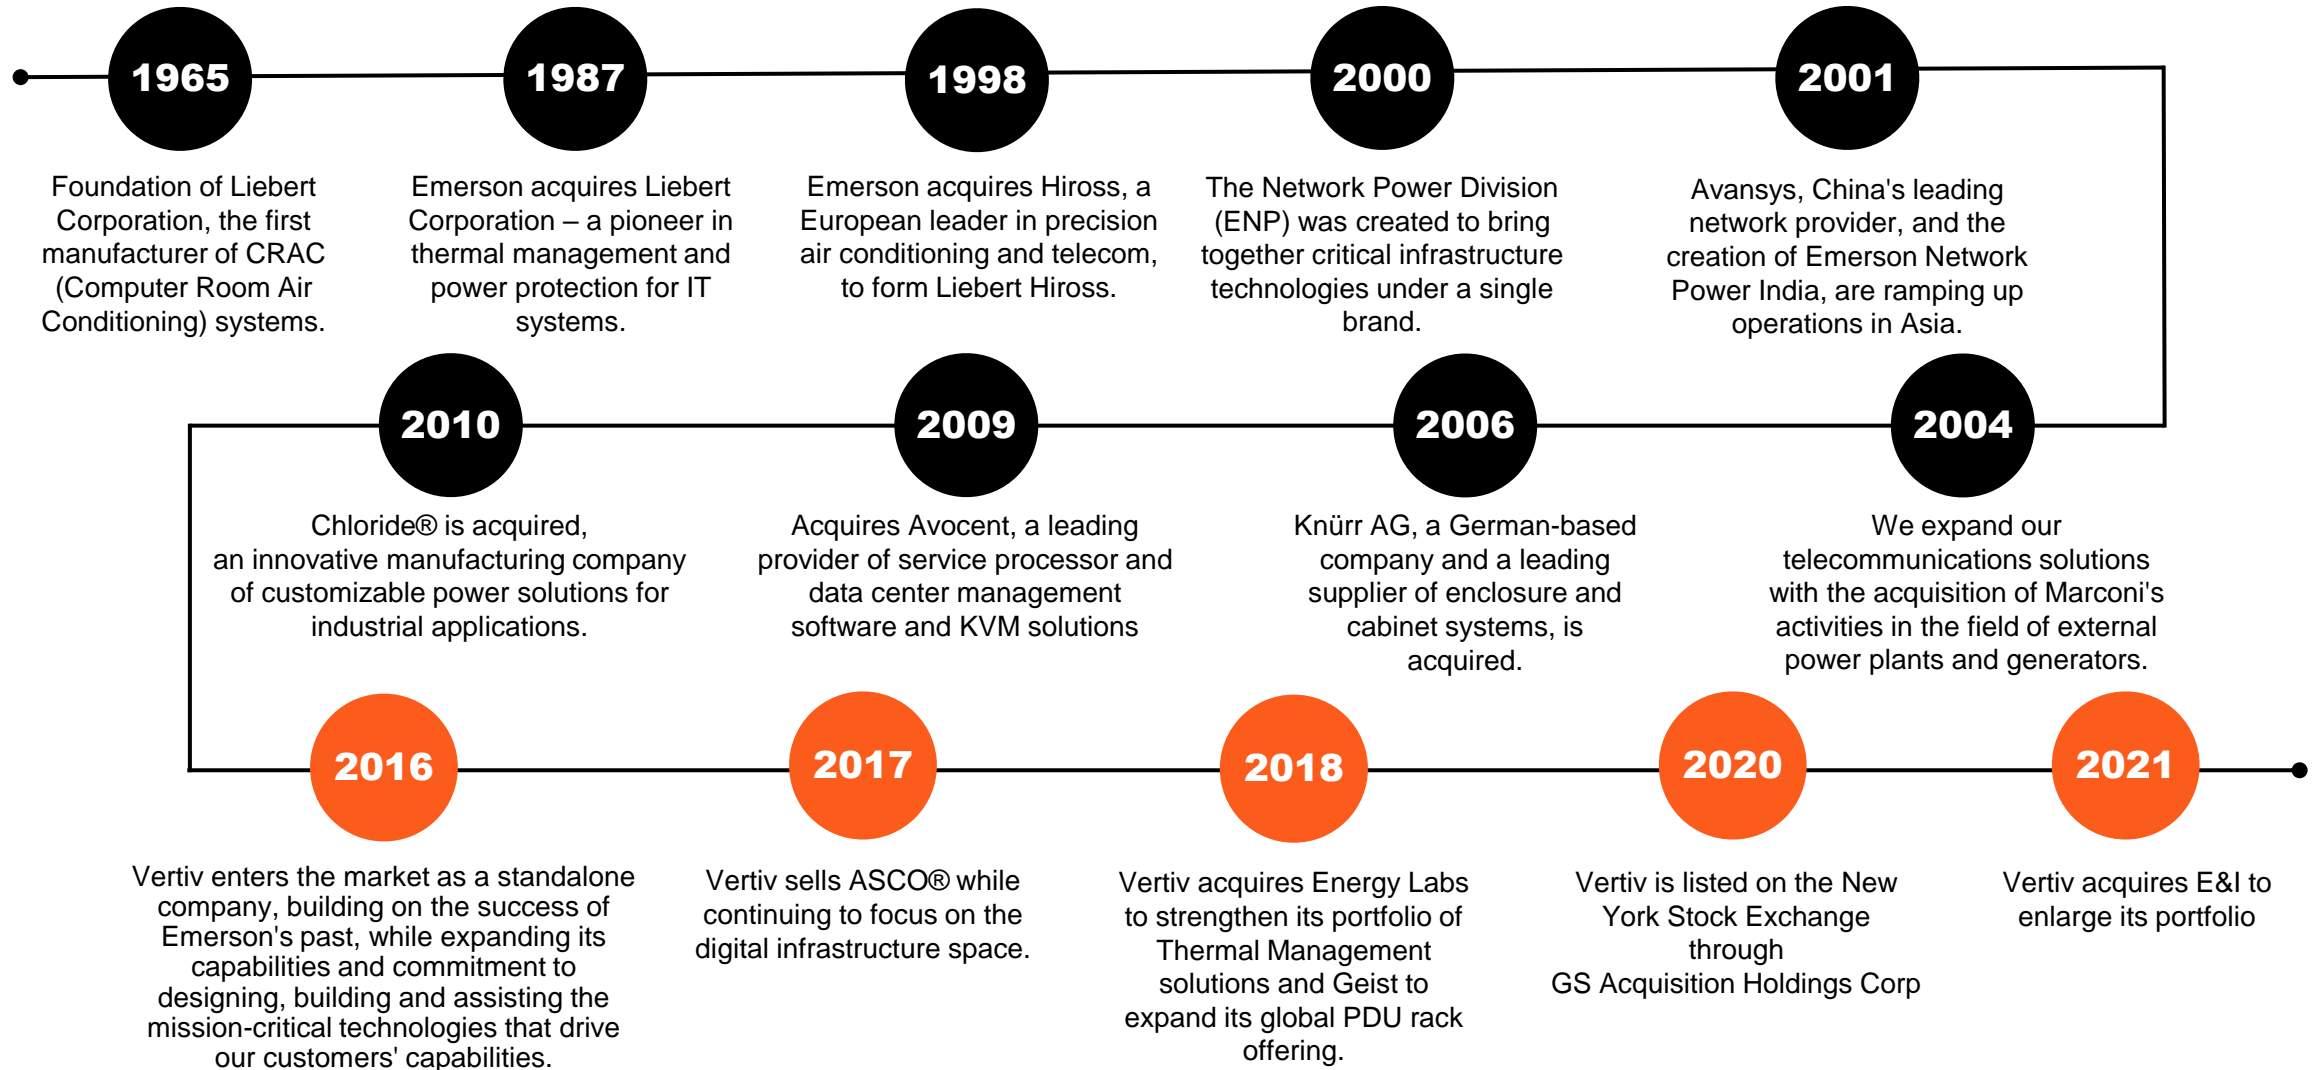 1965
Foundation of Liebert
Corporation, the first
manufacturer of CRAC
(Computer Room Air
Conditioning) systems.
1987
Emerson acquires Liebert
Corporation – a pioneer in
thermal management and
power protection for IT
systems.
1998
Emerson acquires Hiross, a
European leader in precision
air conditioning and telecom,
to form Liebert Hiross.
2000
The Network Power Division
(ENP) was created to bring
together critical infrastructure
technologies under a single
brand.
2001
Avansys, China's leading
network provider, and the
creation of Emerson Network
Power India, are ramping up
operations in Asia.
2004
We expand our
telecommunications solutions
with the acquisition of Marconi's
activities in the field of external
power plants and generators.
2006
Knürr AG, a German-based
company and a leading
supplier of enclosure and
cabinet systems, is
acquired.
2009
Acquires Avocent, a leading
provider of service processor and
data center management
software and KVM solutions
2010
Chloride® is acquired,
an innovative manufacturing company
of customizable power solutions for
industrial applications.
2016
Vertiv enters the market as a standalone
company, building on the success of
Emerson's past, while expanding its
capabilities and commitment to
designing, building and assisting the
mission-critical technologies that drive
our customers' capabilities.
2017
Vertiv sells ASCO® while
continuing to focus on the
digital infrastructure space.
2018
Vertiv acquires Energy Labs
to strengthen its portfolio of
Thermal Management
solutions and Geist to
expand its global PDU rack
offering.
2020
Vertiv is listed on the New
York Stock Exchange
through
GS Acquisition Holdings Corp
2021
Vertiv acquires E&I to
enlarge its portfolio